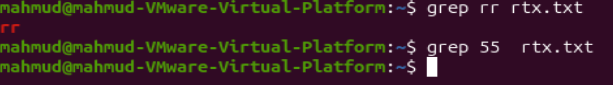 mahmud@mahmud-VMware-Virtual-Platform:~$ grep rr rtx.txt
rr
mahmud@mahmud-VMware-Virtual-Platform:~$ grep 55  rtx.txt
mahmud@mahmud-VMware-Virtual-Platform:~$